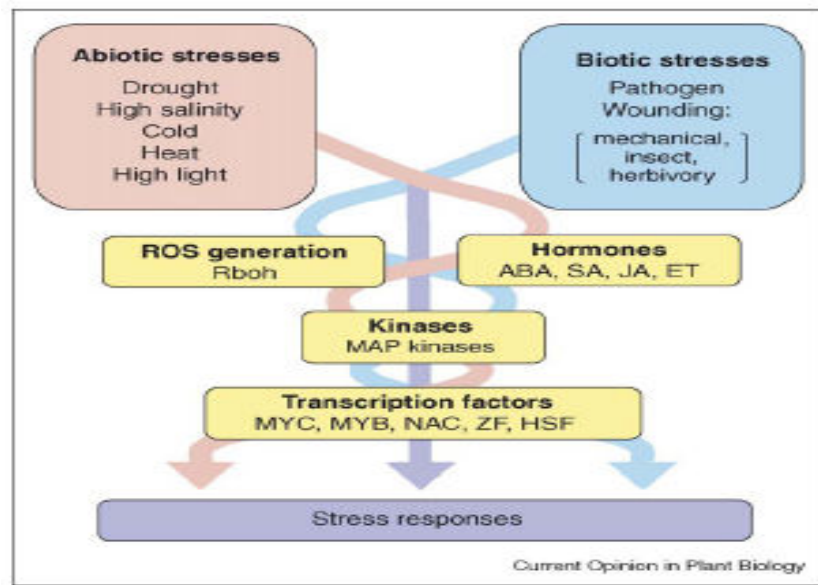 Abiotic stresses
Drought
High salinity
Cold
Heat
High light
Biotic stresses
Pathogen
Wounding:
mechanical,
insect,
herbivory
ROS generation
Rboh
Hormones
ABA, SA, JA, ET
Kinases
MAP kinases
Transcription factors
MYC, MYB, NAC, ZF, HSF
Stress responses
Current Opinion in Plant Biology